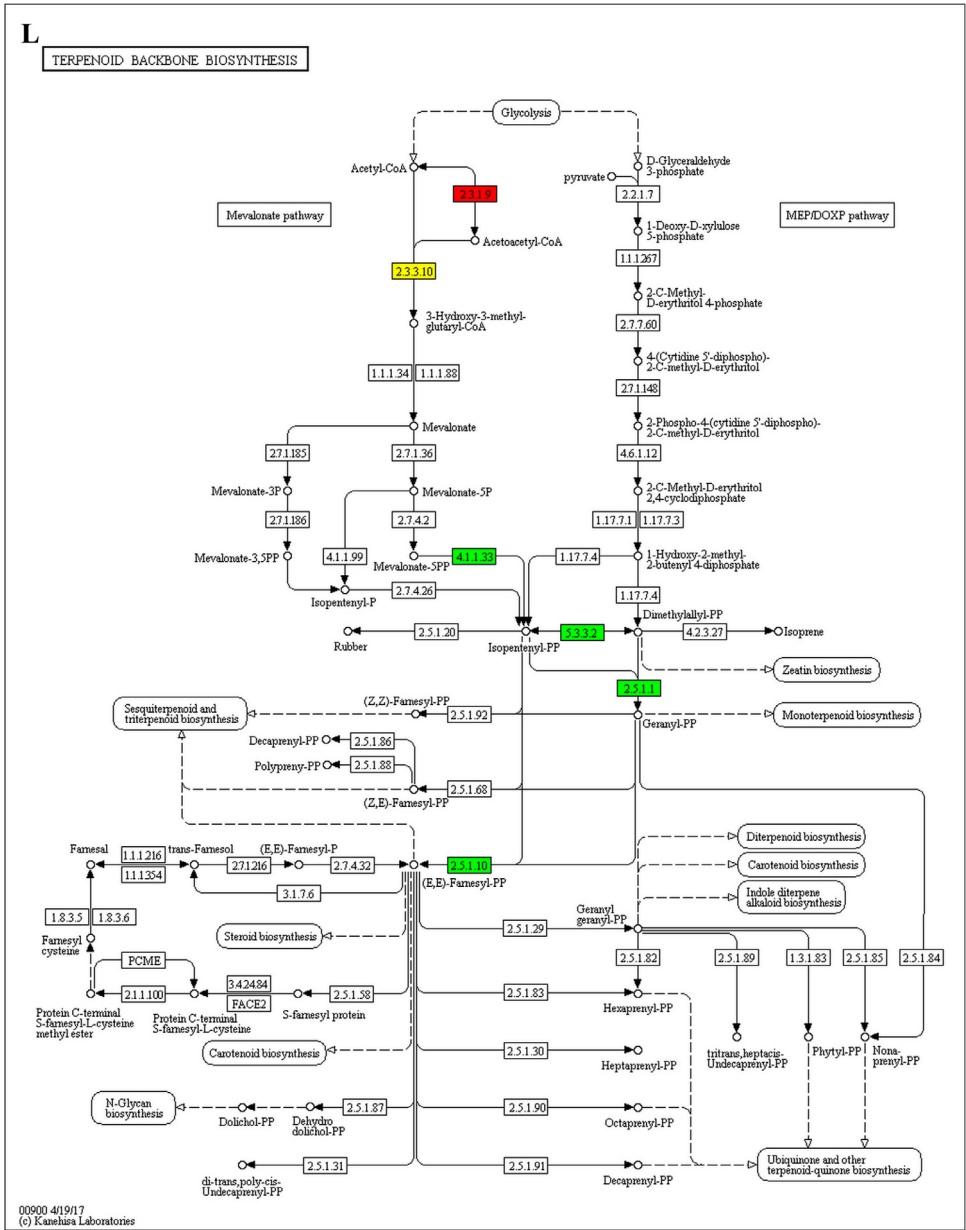 L
TERPENOID BACKBONE BIOSYNTHESIS
Glycolysis
Acetyl-CoA
D-Glyceraldehyde
3-phosphate
pyruvate
2.3.1.9
2.2.1.7
Mevalonate pathway
MEP/DOXP pathway
1-Deoxy-D-xylulose
5-phosphate
Acetoacetyl-CoA
1.1.1267
2.3.3.10
2-C-Methyl-
D-erythritol 4-phosphate
3-Hydroxy-3-methyl-
glutaryl-CoA
2.7.7.60
4-(Cytidine 5'-diphospho)-
2-C-methyl-D-erythritol
1.1.1.34
1.1.1.88
2.7.1.148
Mevalonate
2-Phospho-4-(cytidine 5'-diphospho)-
2-C-methyl-D-erythritol
2.7.1.185
2.7.1.36
4.6.1.12
Mevalonate-3P
Mevalonate-5P
2-C-Methyl-D-erythritol
2,4-cyclodiphosphate
2.7.1.186
2.7.4.2
1.17.7.1
1.17.7.3
Mevalonate-3,5PP
4.1.1.99
Mevalonate-5PP
4.1.1.33
1.17.7.4
1-Hydroxy-2-methyl-
2-butenyl 4-diphosphate
Isopentenyl-P
2.7.4.26
1.17.7.4
Dimethylallyl-PP
Rubber
2.5.1.20
Isopentenyl-PP
5.3.3.2
4.2.3.27
Isoprene
Zeatin biosynthesis
2.5.1.1
Sesquiterpenoid and
triterpenoid biosynthesis
(Z,Z)-Farnesyl-PP
2.5.1.92
Geranyl-PP
Monoterpenoid biosynthesis
Decaprenyl-PP
2.5.1.86
Polypreny-PP
2.5.1.88
2.5.1.68
(Z,E)-Farnesyl-PP
Diterpenoid biosynthesis
Farnesal
1.1.1.216
trans-Farnesol
(E,E)-Farnesyl-P
1.1.1354
2.7.1216
2.7.4.32
2.5.1.10
(E,E)-Farnesyl-PP
Carotenoid biosynthesis
3.1.7.6
Indole diterpene
alkaloid biosynthesis
1.8.3.5
1.8.3.6
Geranyl
geranyl-PP
2.5.1.29
Farnesyl
cysteine
Steroid biosynthesis
PCME
2.5.1.82
2.5.1.89
1.3.1.83
2.5.1.85
2.5.1.84
3.4.24.84
2.1.1.100
FACE2
2.5.1.58
2.5.1.83
Hexaprenyl-PP
Protein C-terminal
S-farnesyl-L-cysteine
methyl ester
Protein C-terminal
S-farnesyl-L-cysteine
S-farnesyl protein
Carotenoid biosynthesis
2.5.1.30
Heptaprenyl-PP
tritrans,heptacis-
Undecaprenyl-PP
Phytyl-PP
Nona-
prenyl-PP
N-Glycan
biosynthesis
Dolichol-PP
Dehydro
dolichol-PP
2.5.1.87
2.5.1.90
Octaprenyl-PP
2.5.1.31
di-trans,poly-cis-
Undecaprenyl-PP
2.5.1.91
Decaprenyl-PP
Ubiquinone and other
terpenoid-quinone biosynthesis
00900 4/19/17
(c) Kanehisa Laboratories